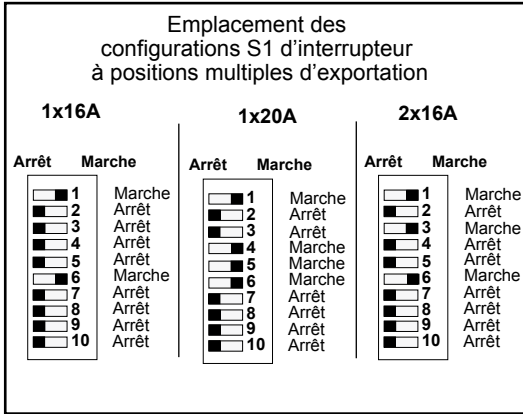 Emplacement des
configurations S1 d'interrupteur
à positions multiples d'exportation
1x16A
Arrêt Marche
1 Marche
2 Arrêt
3 Arrêt
4 Arrêt
5 Arrêt
6 Marche
7 Arrêt
8 Arrêt
9 Arrêt
10 Arrêt
1x20A
Arrêt Marche
1 Marche
2 Arrêt
3 Arrêt
4 Marche
5 Marche
6 Marche
7 Arrêt
8 Arrêt
9 Arrêt
10 Arrêt
2x16A
Arrêt Marche
1 Marche
2 Arrêt
3 Marche
4 Arrêt
5 Arrêt
6 Marche
7 Arrêt
8 Arrêt
9 Arrêt
10 Arrêt